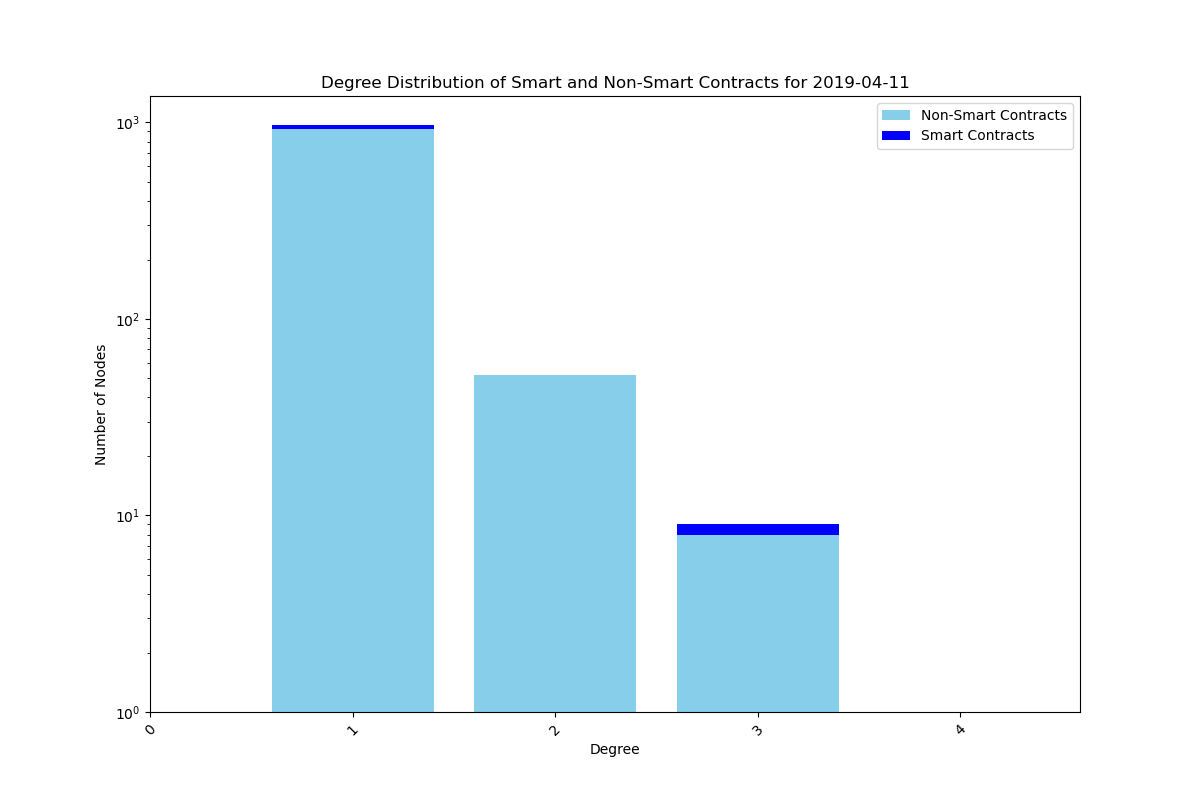 Degree Distribution of Smart and Non-Smart Contracts for 2019-04-11
Non-Smart Contracts
Smart Contracts
Number of Nodes
10³
10²
10¹
10⁰
0 1 2 3 4
Degree